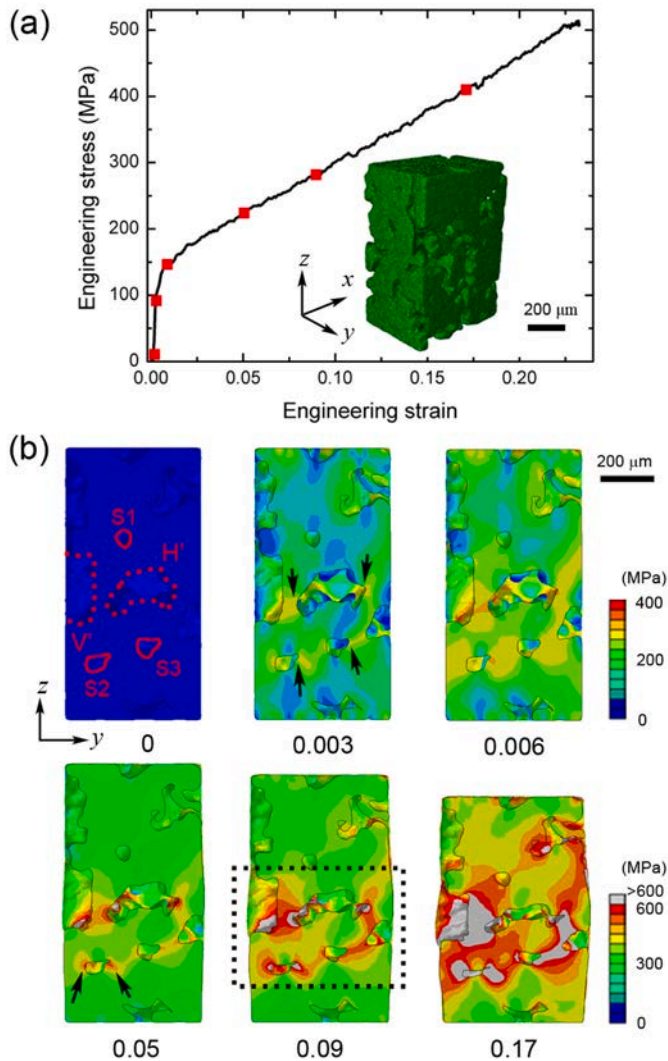 (a)
500
400
300
200
100
0
Engineering stress (MPa)
0.00
0.05
0.10
0.15
0.20
Engineering strain
z
x
y
200 μm
(b)
200 μm
S1
H'
V'
S2
S3
z
y
0
0.003
0.006
(MPa)
400
200
0
0.05
0.09
0.17
(MPa)
>600
600
300
0